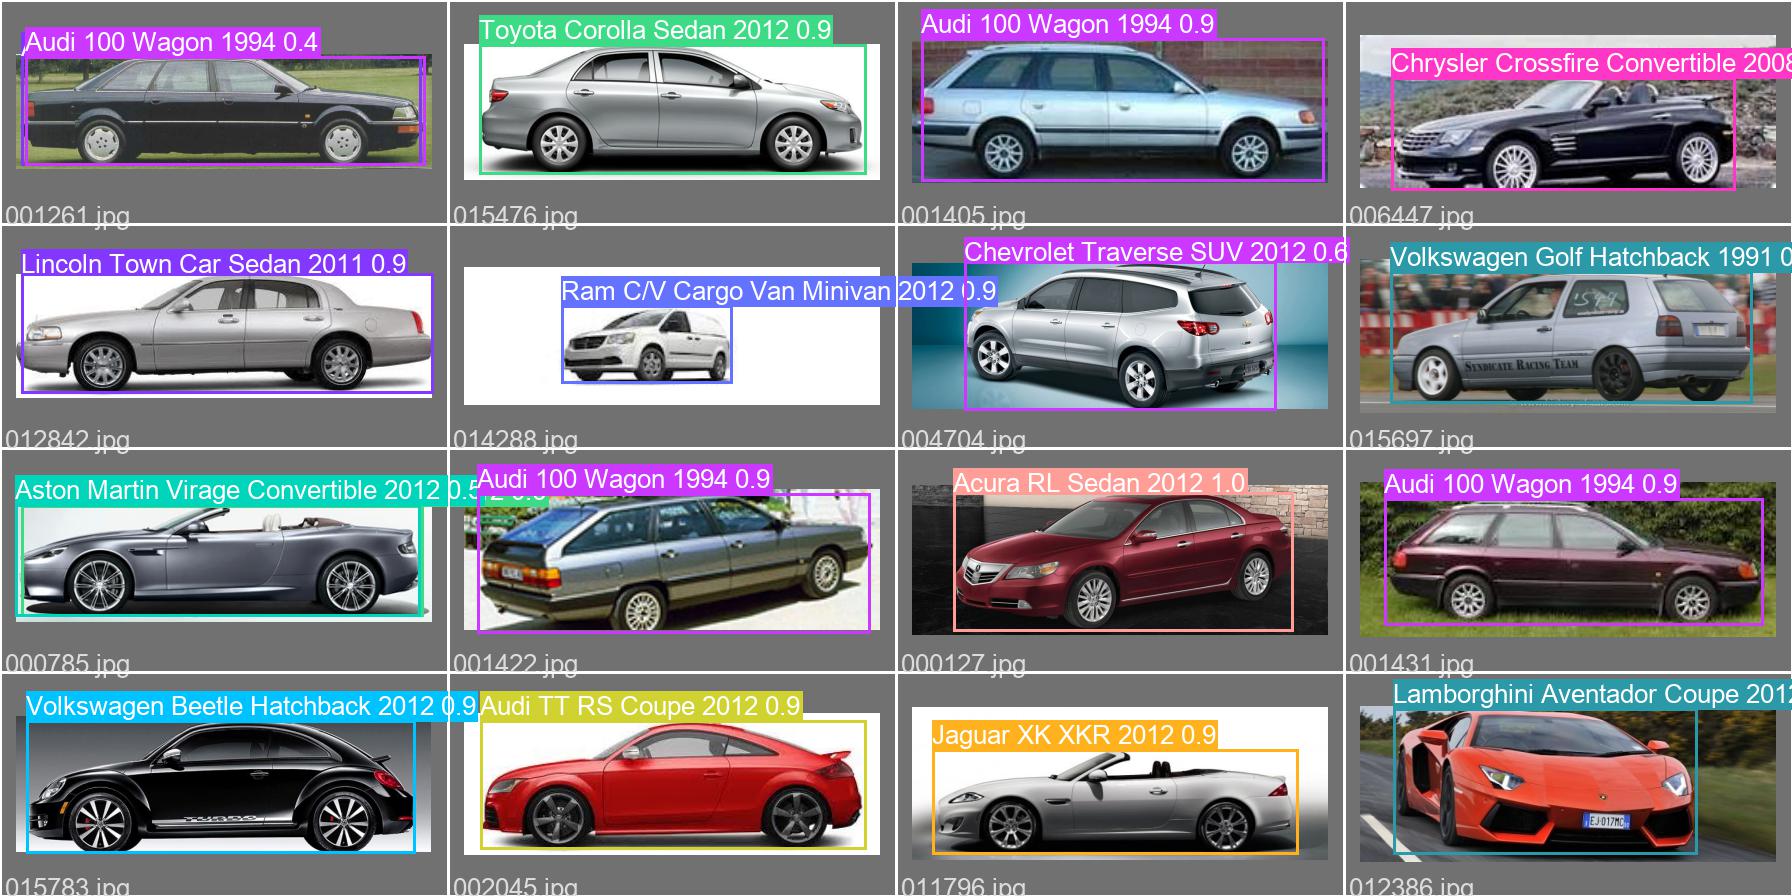 Audi 100 Wagon 1994 0.4
Toyota Corolla Sedan 2012 0.9
Audi 100 Wagon 1994 0.9
Chrysler Crossfire Convertible 2008
001261.jpg
015476.jpg
001405.jpg
006447.jpg
Lincoln Town Car Sedan 2011 0.9
Ram C/V Cargo Van Minivan 2012 0.9
Chevrolet Traverse SUV 2012 0.6
Volkswagen Golf Hatchback 1991 0
SYNDICATE RACING TEAM
012842.jpg
014288.jpg
004704.jpg
015697.jpg
Aston Martin Virage Convertible 2012 0.5
Audi 100 Wagon 1994 0.9
Acura RL Sedan 2012 1.0
Audi 100 Wagon 1994 0.9
000785.jpg
001422.jpg
000127.jpg
001431.jpg
Volkswagen Beetle Hatchback 2012 0.9
Audi TT RS Coupe 2012 0.9
Jaguar XK XKR 2012 0.9
Lamborghini Aventador Coupe 2012
TURBO
EJ 017MC
015783.jpg
002045.jpg
011796.jpg
012386.jpg